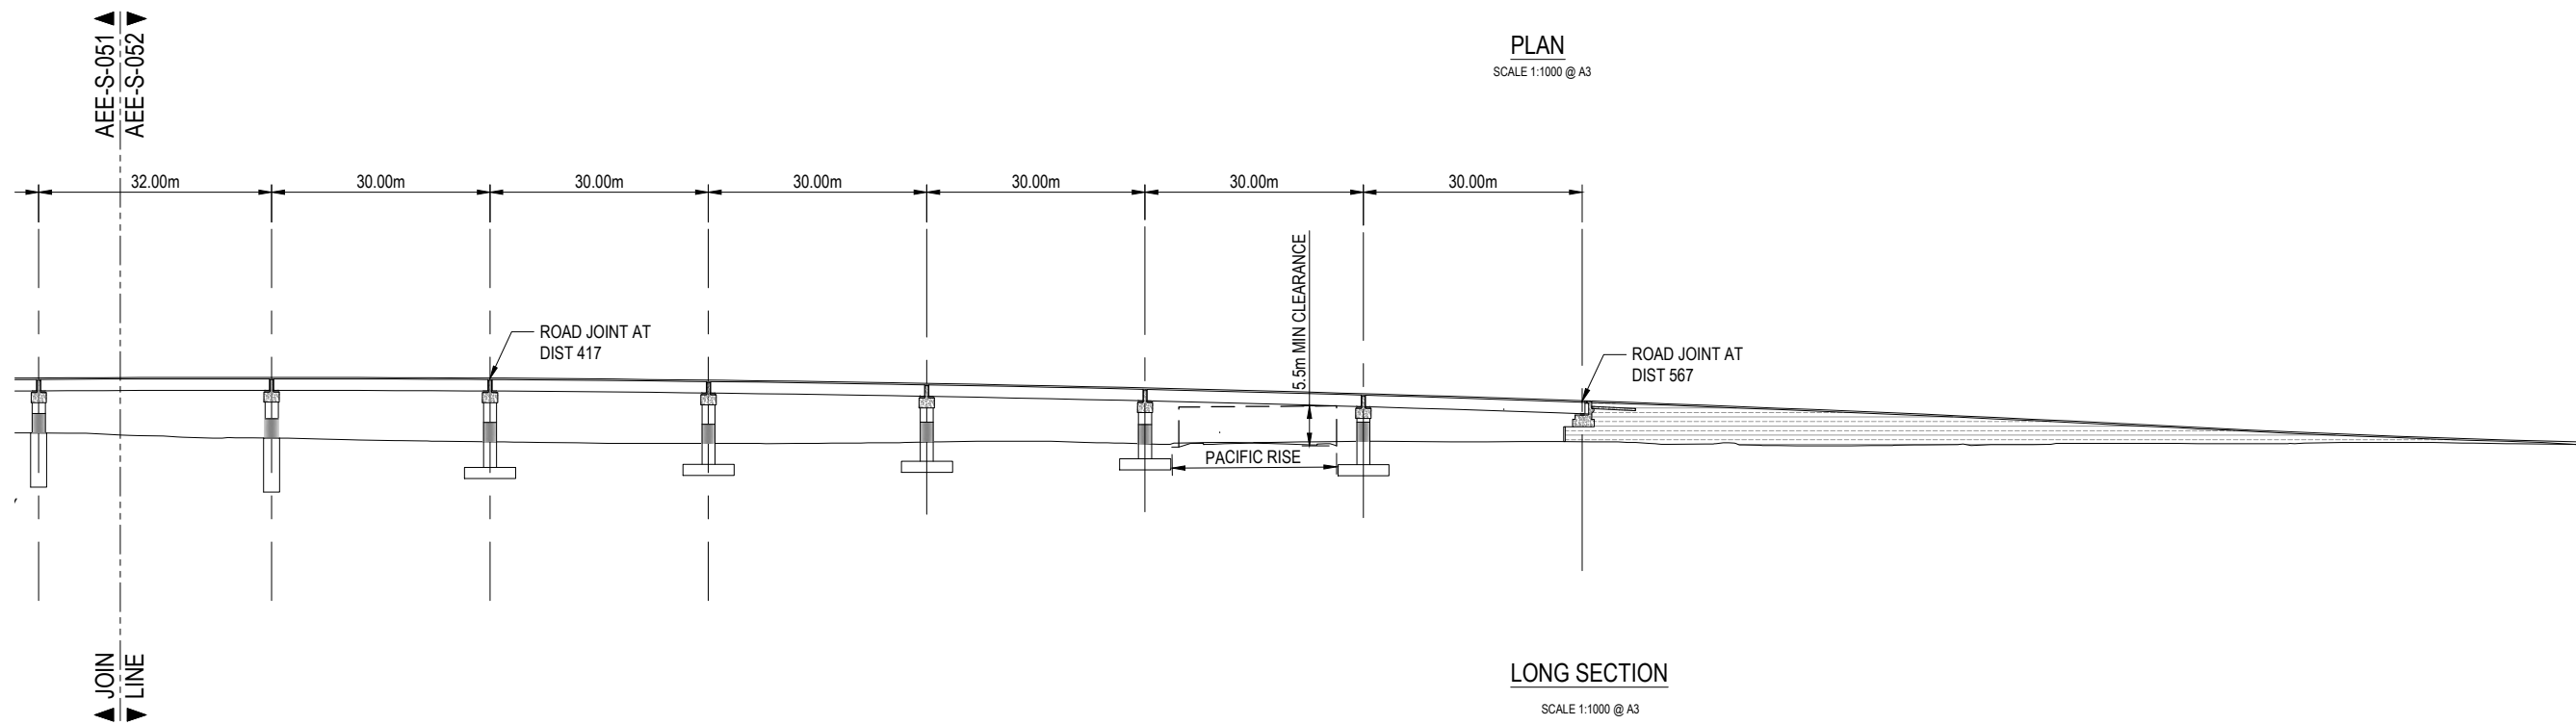 AEE-S-051
AEE-S-052
PLAN
SCALE 1:1000 @ A3
32.00m
30.00m
30.00m
30.00m
30.00m
30.00m
30.00m
ROAD JOINT AT
DIST 417
5.5m MIN CLEARANCE
PACIFIC RISE
ROAD JOINT AT
DIST 567
JOIN
LINE
LONG SECTION
SCALE 1:1000 @ A3